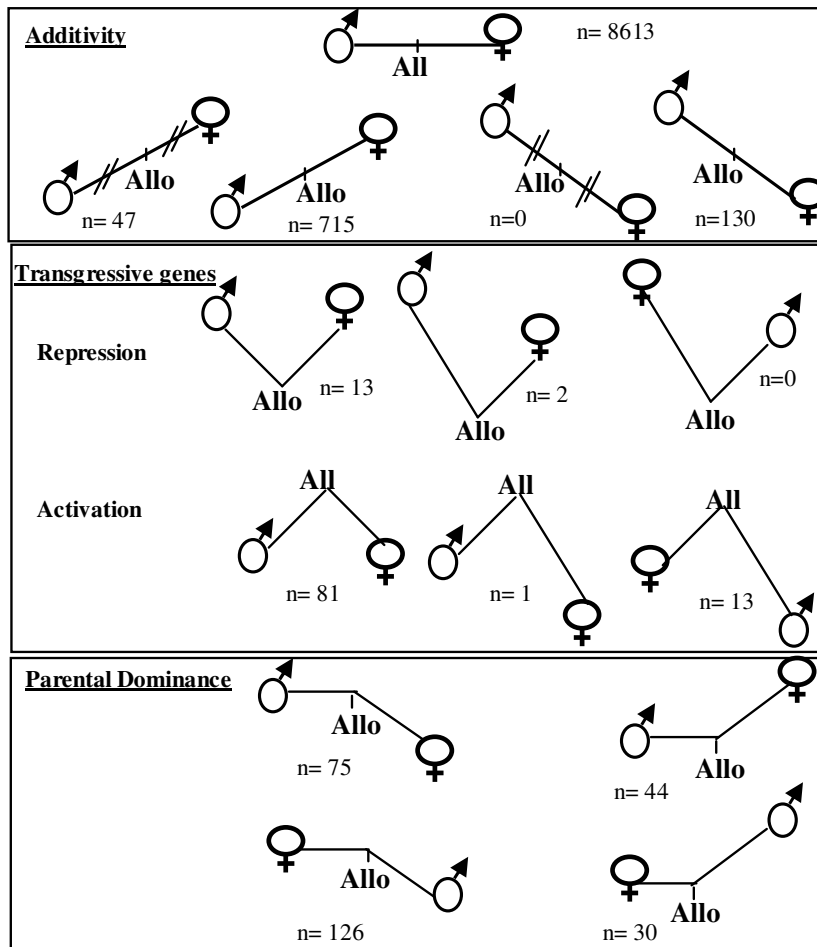 Additivity
n= 8613
All
Allo
n= 47
Allo
n= 715
Allo
n=0
Allo
n=130
Transgressive genes
Repression
Allo
n= 13
Allo
n= 2
Allo
n=0
Activation
All
n= 81
All
n= 1
All
n= 13
Parental Dominance
Allo
n= 75
Allo
n= 44
Allo
n= 126
Allo
n= 30